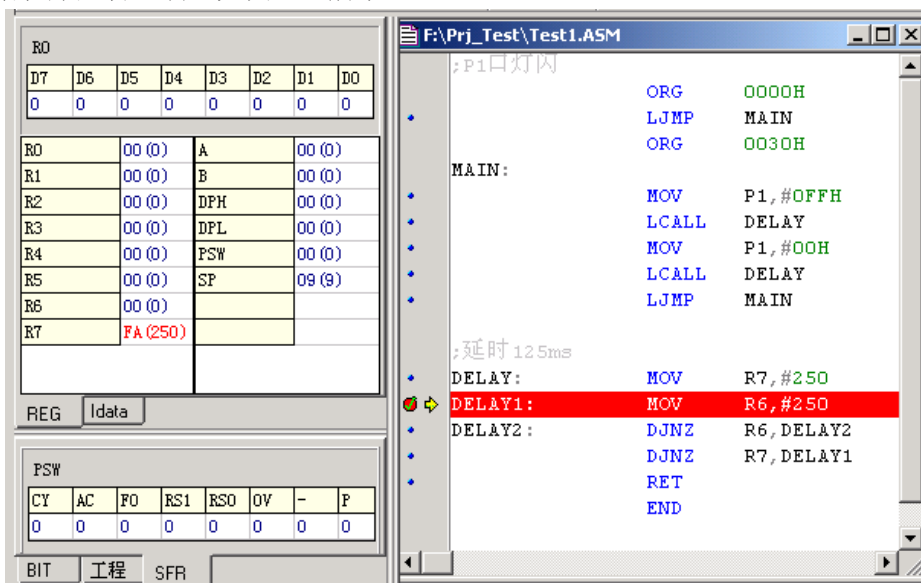 R0
D7 D6 D5 D4 D3 D2 D1 D0
0 0 0 0 0 0 0 0
R0 00(0) A 00(0)
R1 00(0) B 00(0)
R2 00(0) DPH 00(0)
R3 00(0) DPL 00(0)
R4 00(0) PSW 00(0)
R5 00(0) SP 09(9)
R6 00(0)
R7 FA(250)
REG Idata
PSW
CY AC F0 RS1 RS0 OV - P
0 0 0 0 0 0 0 0
BIT 工程 SFR
F:\Prj_Test\Test1.ASM
;P1口灯闪
ORG 0000H
LJMP MAIN
ORG 0030H
MAIN:
MOV P1,#0FFH
LCALL DELAY
MOV P1,#00H
LCALL DELAY
LJMP MAIN
;延时125ms
DELAY: MOV R7,#250
DELAY1: MOV R6,#250
DELAY2: DJNZ R6,DELAY2
DJNZ R7,DELAY1
RET
END